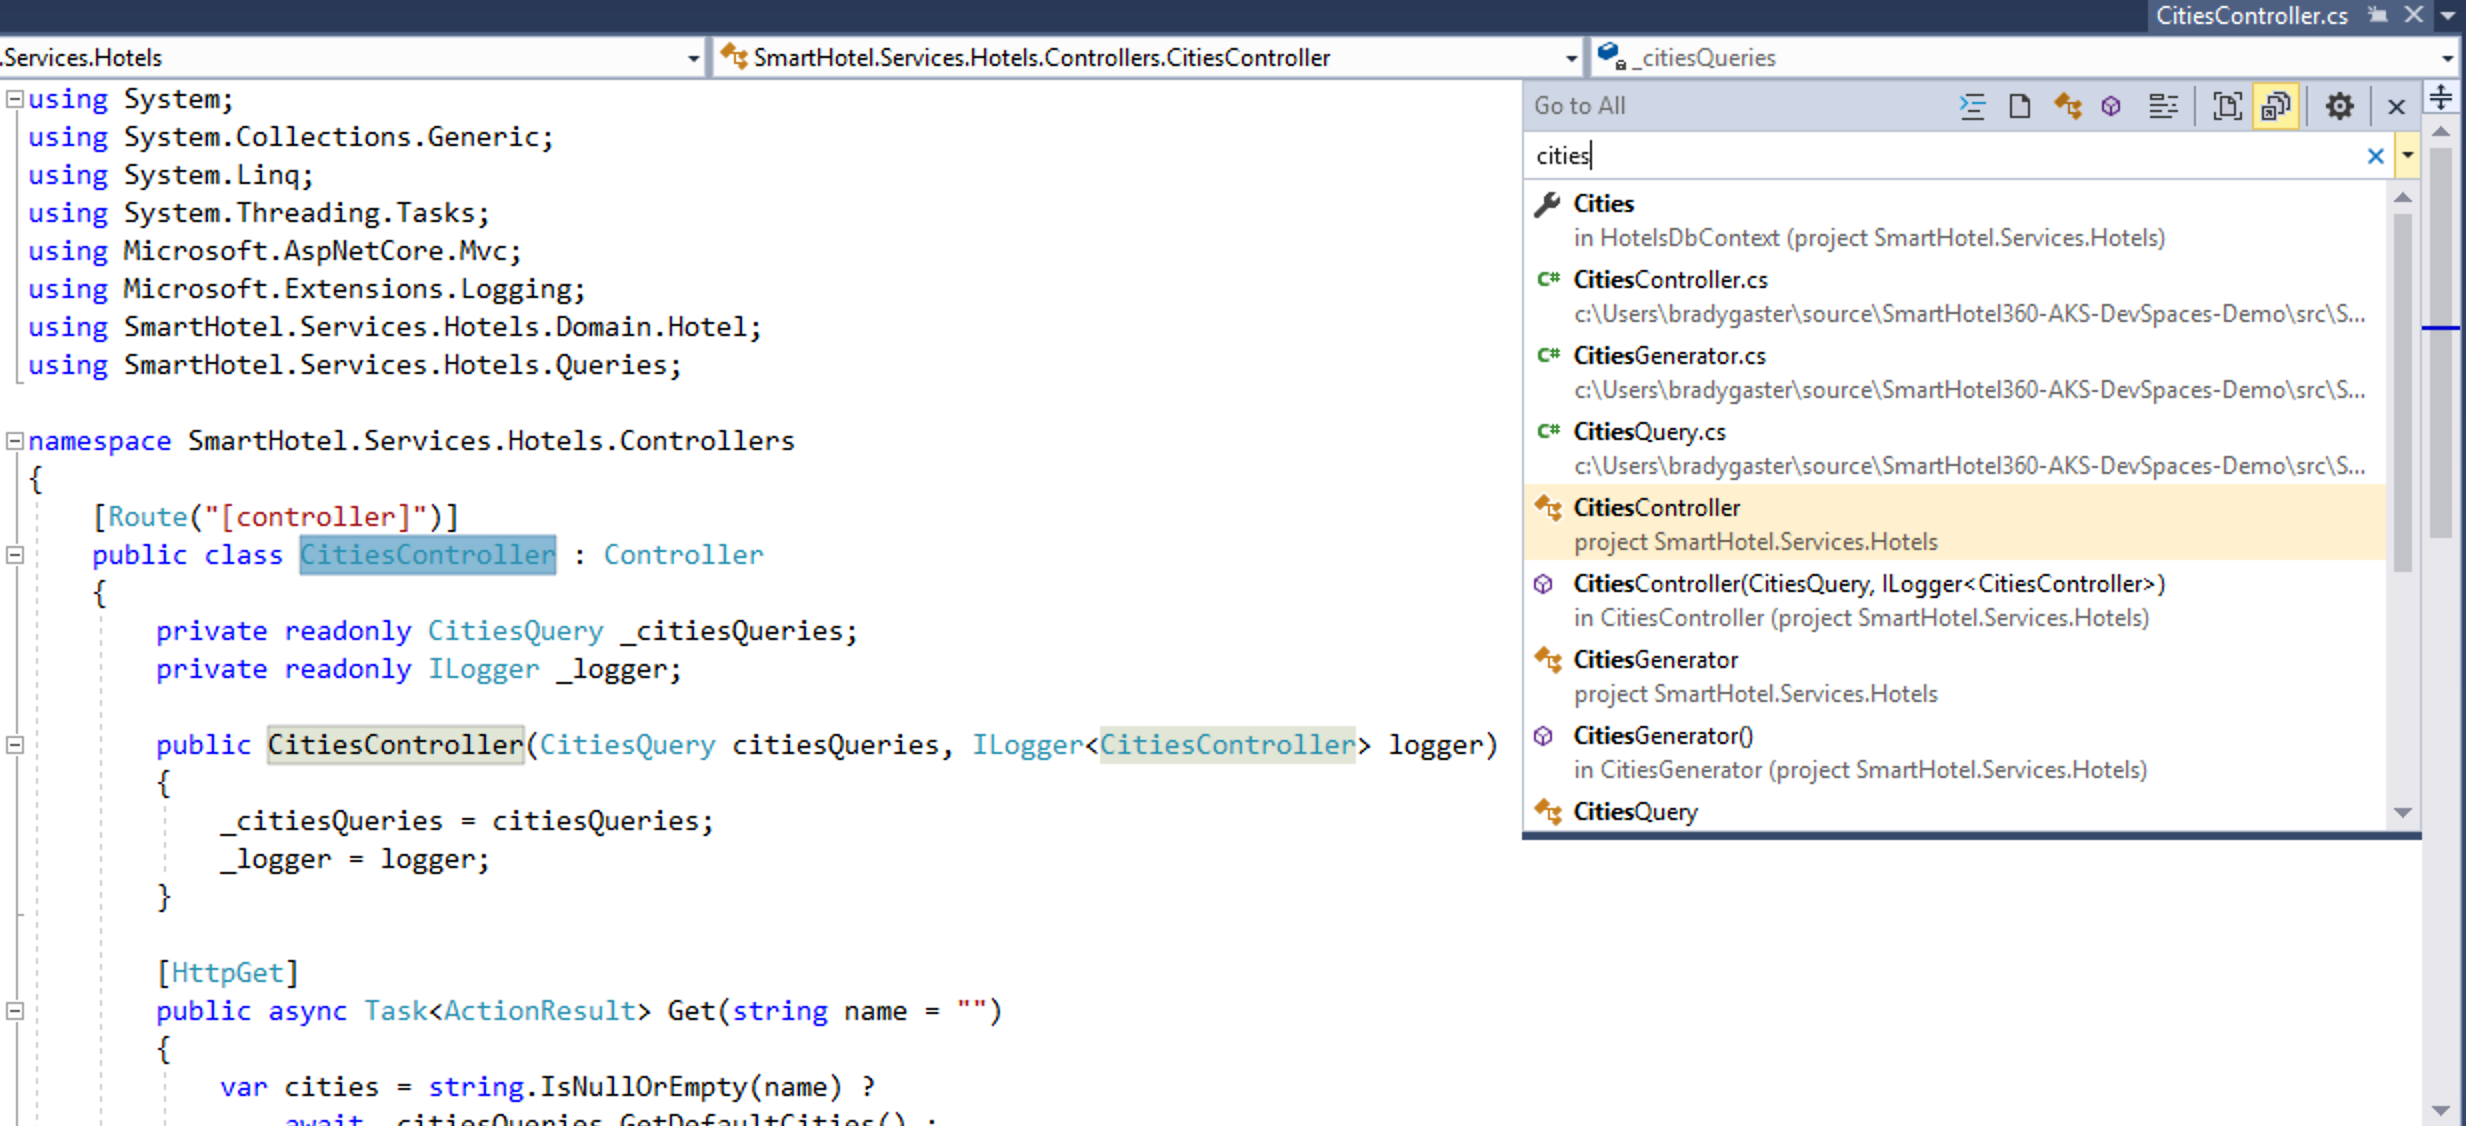 CitiesController.cs
.Services.Hotels
SmartHotel.Services.Hotels.Controllers.CitiesController
_citiesQueries
using System;
using System.Collections.Generic;
using System.Linq;
using System.Threading.Tasks;
using Microsoft.AspNetCore.Mvc;
using Microsoft.Extensions.Logging;
using SmartHotel.Services.Hotels.Domain.Hotel;
using SmartHotel.Services.Hotels.Queries;
namespace SmartHotel.Services.Hotels.Controllers
{
[Route("[controller]")]
public class CitiesController : Controller
{
private readonly CitiesQuery _citiesQueries;
private readonly ILogger _logger;
public CitiesController(CitiesQuery citiesQueries, ILogger<CitiesController> logger)
{
_citiesQueries = citiesQueries;
_logger = logger;
}
[HttpGet]
public async Task<ActionResult> Get(string name = "")
{
var cities = string.IsNullOrEmpty(name) ?
await _citiesQueries.GetDefaultCities() :
Go to All
cities
Cities
in HotelsDbContext (project SmartHotel.Services.Hotels)
C# CitiesController.cs
c:\Users\bradygaster\source\SmartHotel360-AKS-DevSpaces-Demo\src\S...
C# CitiesGenerator.cs
c:\Users\bradygaster\source\SmartHotel360-AKS-DevSpaces-Demo\src\S...
C# CitiesQuery.cs
c:\Users\bradygaster\source\SmartHotel360-AKS-DevSpaces-Demo\src\S...
CitiesController
project SmartHotel.Services.Hotels
CitiesController(CitiesQuery, ILogger<CitiesController>)
in CitiesController (project SmartHotel.Services.Hotels)
CitiesGenerator
project SmartHotel.Services.Hotels
CitiesGenerator()
in CitiesGenerator (project SmartHotel.Services.Hotels)
CitiesQuery